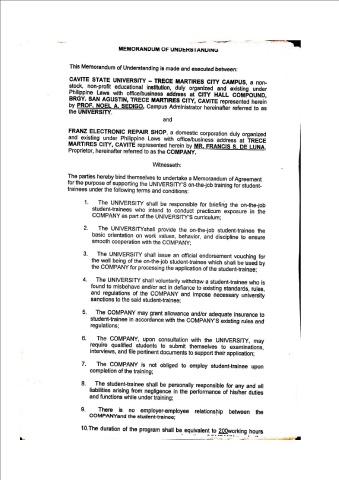 MEMORANDUM OF UNDERSTANDING
This Memorandum of Understanding is made and executed between:
CAVITE STATE UNIVERSITY – TRECE MARTIRES CITY CAMPUS, a non-
stock, non-profit educational institution, duly organized and existing under
Philippine Laws with office/business address at CITY HALL COMPOUND,
BRGY. SAN AGUSTIN, TRECE MARTIRES CITY, CAVITE represented herein
by PROF. NOEL A. SEDIGO, Campus Administrator hereinafter referred to as
the UNIVERSITY.
and
FRANZ ELECTRONIC REPAIR SHOP, a domestic corporation duly organized
and existing under Philippine Laws with office/business address at TRECE
MARTIRES CITY, CAVITE represented herein by MR. FRANCIS S. DE LUNA,
Proprietor, hereinafter referred to as the COMPANY.
Witnesseth:
The parties hereby bind themselves to undertake a Memorandum of Agreement
for the purpose of supporting the UNIVERSITY'S on-the-job training for student-
trainees under the following terms and conditions:
1. The UNIVERSITY shall be responsible for briefing the on-the-job
student-trainees who intend to conduct practicum exposure in the
COMPANY as part of the UNIVERSITY'S curriculum;
2. The UNIVERSITYshall provide the on-the-job student-trainees the
basic orientation on work values, behavior, and discipline to ensure
smooth cooperation with the COMPANY;
3. The UNIVERSITY shall issue an official endorsement vouching for
the well being of the on-the-job student-trainee which shall be used by
the COMPANY for processing the application of the student-trainee;
4. The UNIVERSITY shall voluntarily withdraw a student-trainee who is
found to misbehave and/or act in defiance to existing standards, rules,
and regulations of the COMPANY and impose necessary university
sanctions to the said student-trainee;
5. The COMPANY may grant allowance and/or adequate insurance to
student-trainee in accordance with the COMPANY'S existing rules and
regulations;
6. The COMPANY, upon consultation with the UNIVERSITY, may
require qualified students to submit themselves to examinations,
interviews, and file pertinent documents to support their application;
7. The COMPANY is not obliged to employ student-trainee upon
completion of the training;
8. The student-trainee shall be personally responsible for any and all
liabilities arising from negligence in the performance of his/her duties
and functions while under training;
9. There is no employer-employee relationship between the
COMPANYand the student-trainee;
10.The duration of the program shall be equivalent to 200working hours